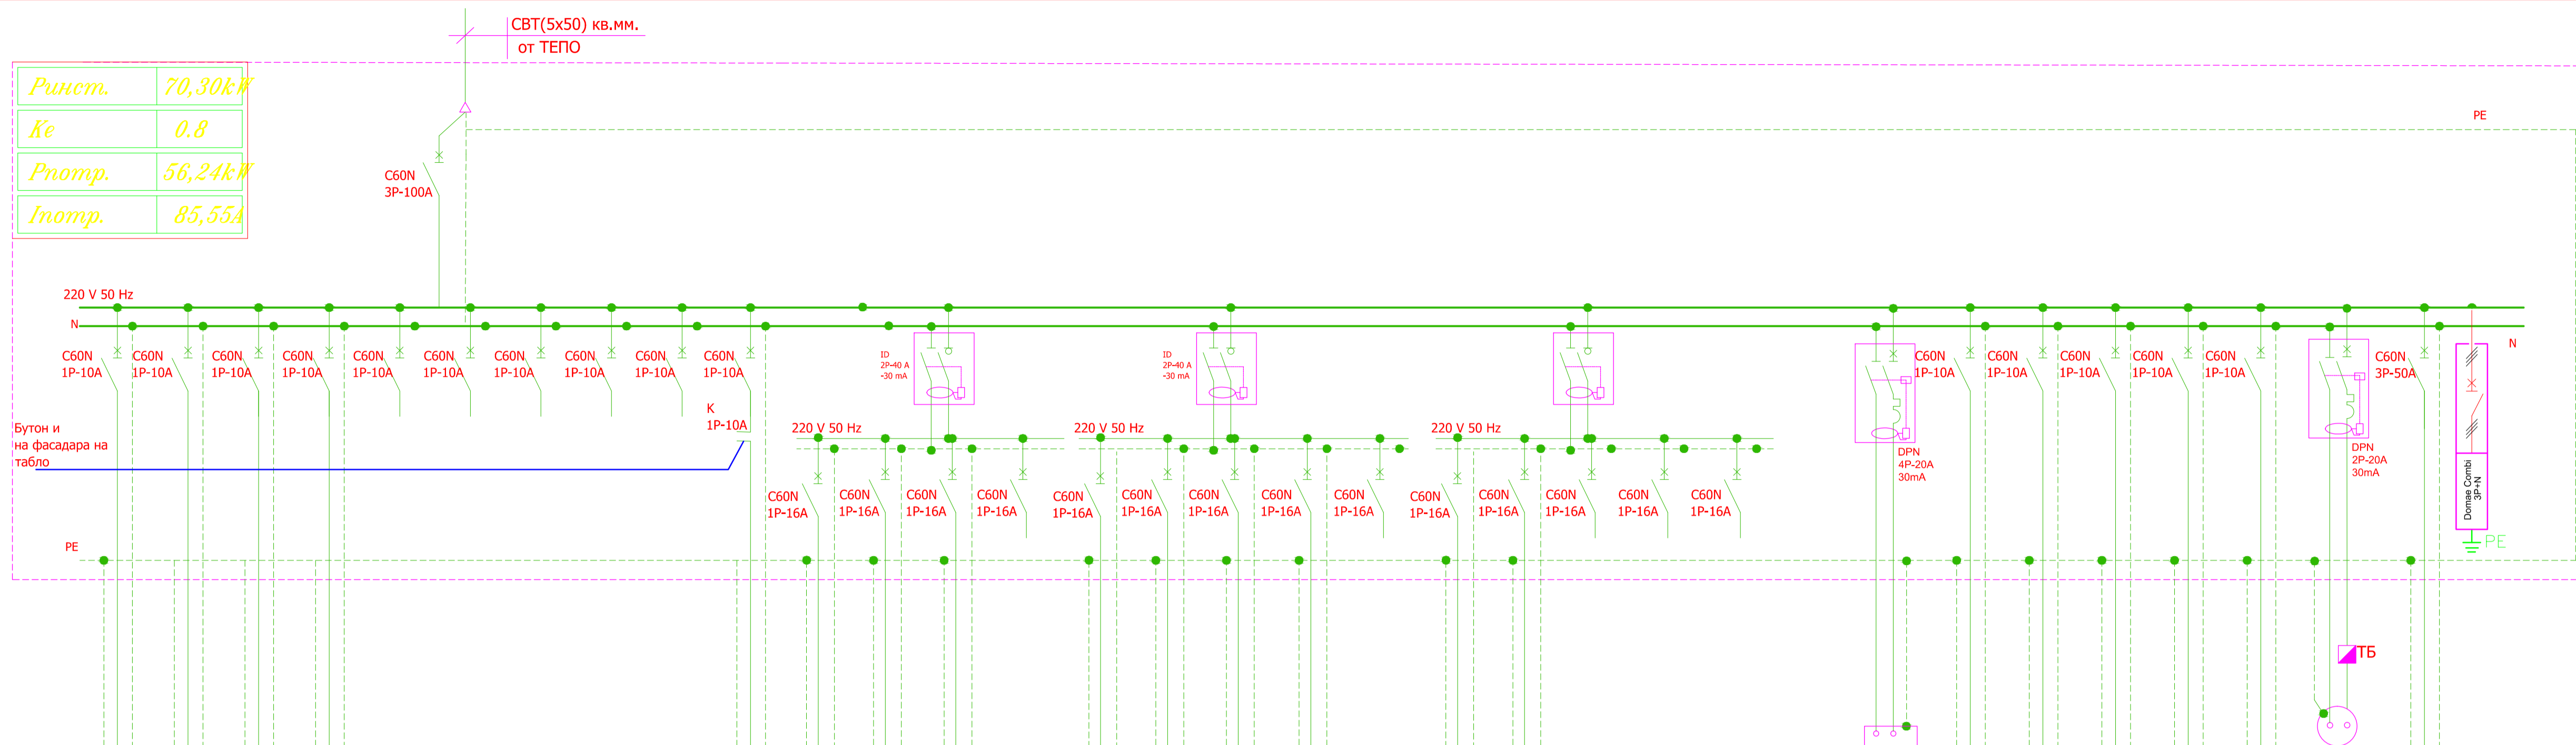 СВТ(5x50) кв.мм.
от ТЕПО
Pинст. 70,30kW
Ke 0.8
Pпотр. 56,24kW
Iпотр. 85,55A
PE
C60N
3P-100A
220 V 50 Hz
N
C60N
1P-10A
C60N
1P-10A
C60N
1P-10A
C60N
1P-10A
C60N
1P-10A
C60N
1P-10A
C60N
1P-10A
C60N
1P-10A
C60N
1P-10A
C60N
1P-10A
K
1P-10A
Бутон и
на фасадара на
табло
ID
2P-40 A
-30 mA
ID
2P-40 A
-30 mA
220 V 50 Hz
C60N
1P-16A
C60N
1P-16A
C60N
1P-16A
C60N
1P-16A
220 V 50 Hz
C60N
1P-16A
C60N
1P-16A
C60N
1P-16A
C60N
1P-16A
C60N
1P-16A
220 V 50 Hz
C60N
1P-16A
C60N
1P-16A
C60N
1P-16A
C60N
1P-16A
C60N
1P-16A
DPN
4P-20A
30mA
C60N
1P-10A
C60N
1P-10A
C60N
1P-10A
C60N
1P-10A
C60N
1P-10A
DPN
2P-20A
30mA
C60N
3P-50A
N
Domae Combi
3P+N
PE
PE
ТБ